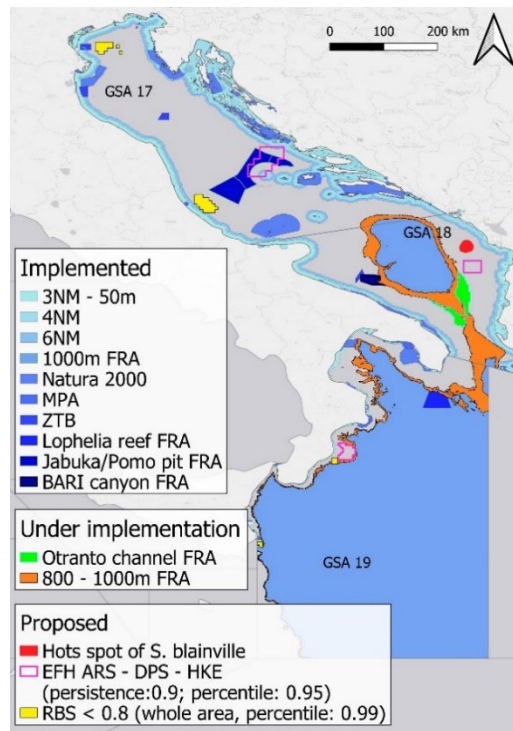 0 100 200 km
GSA 17
GSA 18
Implemented
3NM - 50m
4NM
6NM
1000m FRA
Natura 2000
MPA
ZTB
Lophelia reef FRA
Jabuka/Pomo pit FRA
BARI canyon FRA
Under implementation
Otranto channel FRA
800 - 1000m FRA
GSA 19
Proposed
Hots spot of S. blainville
EFH ARS - DPS - HKE
(persistence:0.9; percentile: 0.95)
RBS < 0.8 (whole area, percentile: 0.99)